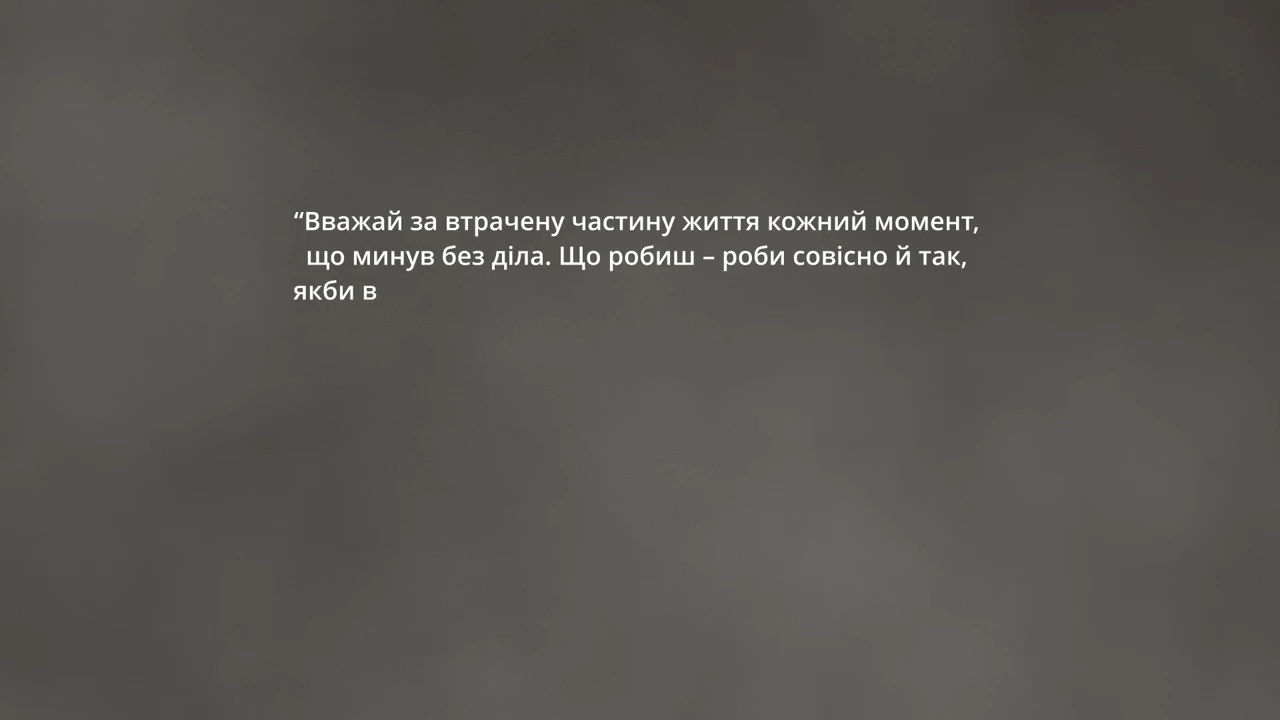 “Вважай за втрачену частину життя кожний момент,
що минув без діла. Що робиш – роби совісно й так,
якби в